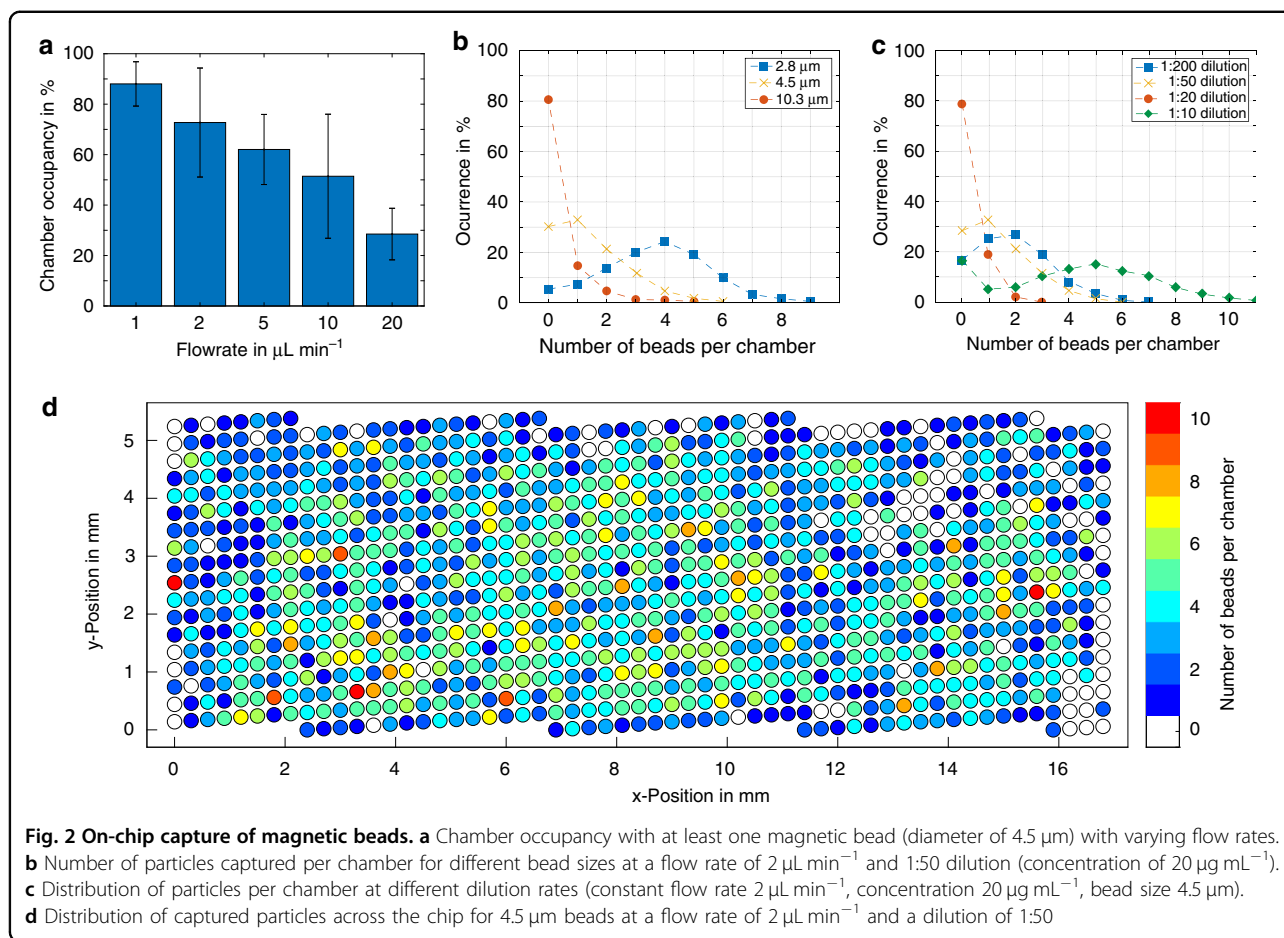 a
100
80
60
40
20
0
Chamber occupancy in %
1 2 5 10 20
Flowrate in μL min⁻¹
b
100
80
60
40
20
0
Ocurrence in %
2.8 μm
4.5 μm
10.3 μm
0 2 4 6 8
Number of beads per chamber
c
100
80
60
40
20
0
Ocurrence in %
1:200 dilution
1:50 dilution
1:20 dilution
1:10 dilution
0 2 4 6 8 10
Number of beads per chamber
d
5
4
3
2
1
0
y-Position in mm
0 2 4 6 8 10 12 14 16
x-Position in mm
10
8
6
4
2
0
Number of beads per chamber
Fig. 2 On-chip capture of magnetic beads. a Chamber occupancy with at least one magnetic bead (diameter of 4.5 μm) with varying flow rates.
b Number of particles captured per chamber for different bead sizes at a flow rate of 2 μL min⁻¹ and 1:50 dilution (concentration of 20 μg mL⁻¹).
c Distribution of particles per chamber at different dilution rates (constant flow rate 2 μL min⁻¹, concentration 20 μg mL⁻¹, bead size 4.5 μm).
d Distribution of captured particles across the chip for 4.5 μm beads at a flow rate of 2 μL min⁻¹ and a dilution of 1:50